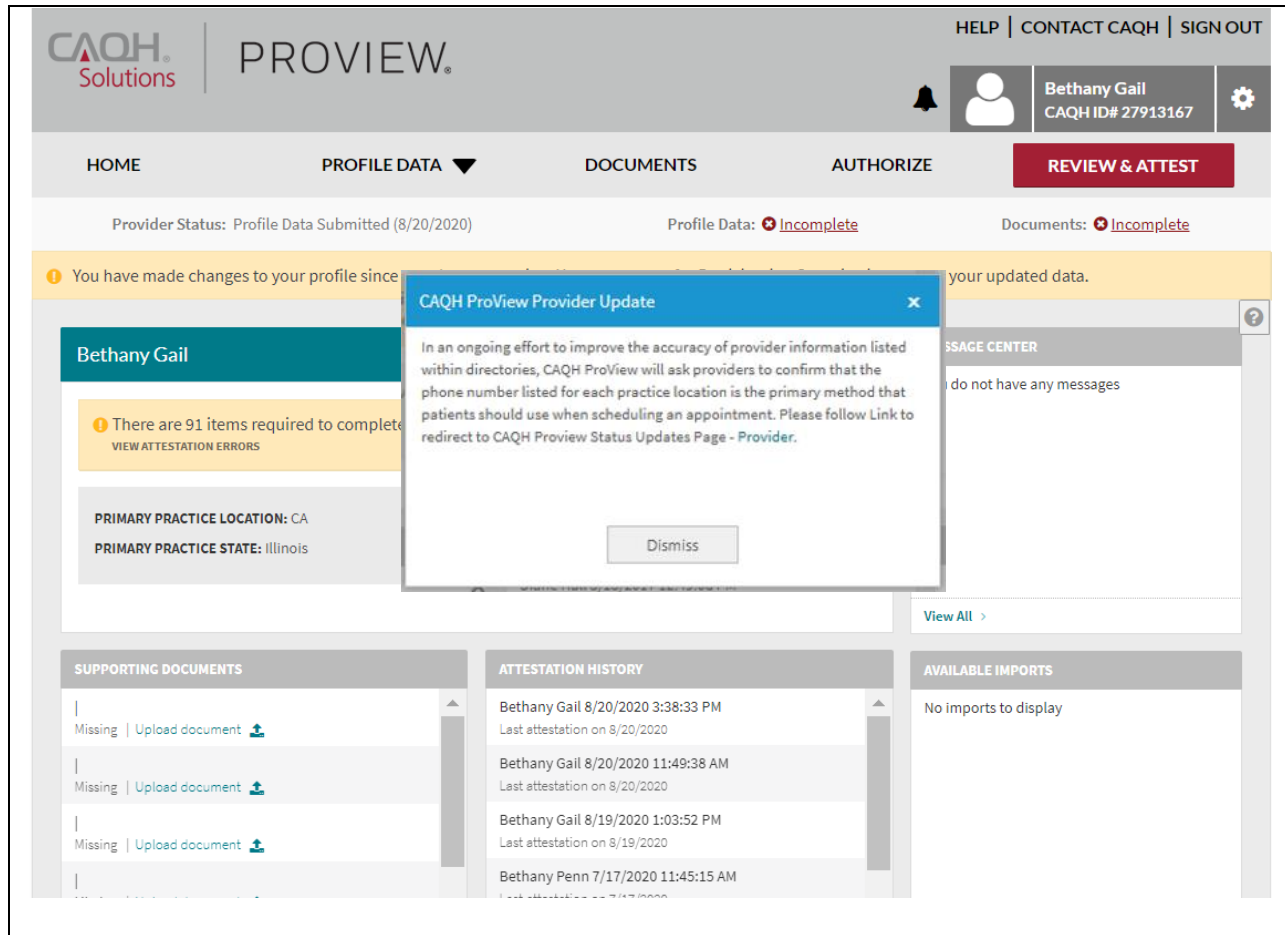 HELP | CONTACT CAQH | SIGN OUT
CAQH®
Solutions
PROVIEW®
Bethany Gail
CAQH ID# 27913167
HOME
PROFILE DATA
DOCUMENTS
AUTHORIZE
REVIEW & ATTEST
Provider Status: Profile Data Submitted (8/20/2020)
Profile Data: Incomplete
Documents: Incomplete
You have made changes to your profile since
your updated data.
CAQH ProView Provider Update
In an ongoing effort to improve the accuracy of provider information listed
within directories, CAQH ProView will ask providers to confirm that the
phone number listed for each practice location is the primary method that
patients should use when scheduling an appointment. Please follow Link to
redirect to CAQH Proview Status Updates Page - Provider.
Dismiss
Bethany Gail
There are 91 items required to complete
VIEW ATTESTATION ERRORS
PRIMARY PRACTICE LOCATION: CA
PRIMARY PRACTICE STATE: Illinois
CENTER
do not have any messages
View All >
SUPPORTING DOCUMENTS
|
Missing | Upload document
|
Missing | Upload document
|
Missing | Upload document
|
ATTESTATION HISTORY
Bethany Gail 8/20/2020 3:38:33 PM
Last attestation on 8/20/2020
Bethany Gail 8/20/2020 11:49:38 AM
Last attestation on 8/20/2020
Bethany Gail 8/19/2020 1:03:52 PM
Last attestation on 8/19/2020
Bethany Penn 7/17/2020 11:45:15 AM
AVAILABLE IMPORTS
No imports to display